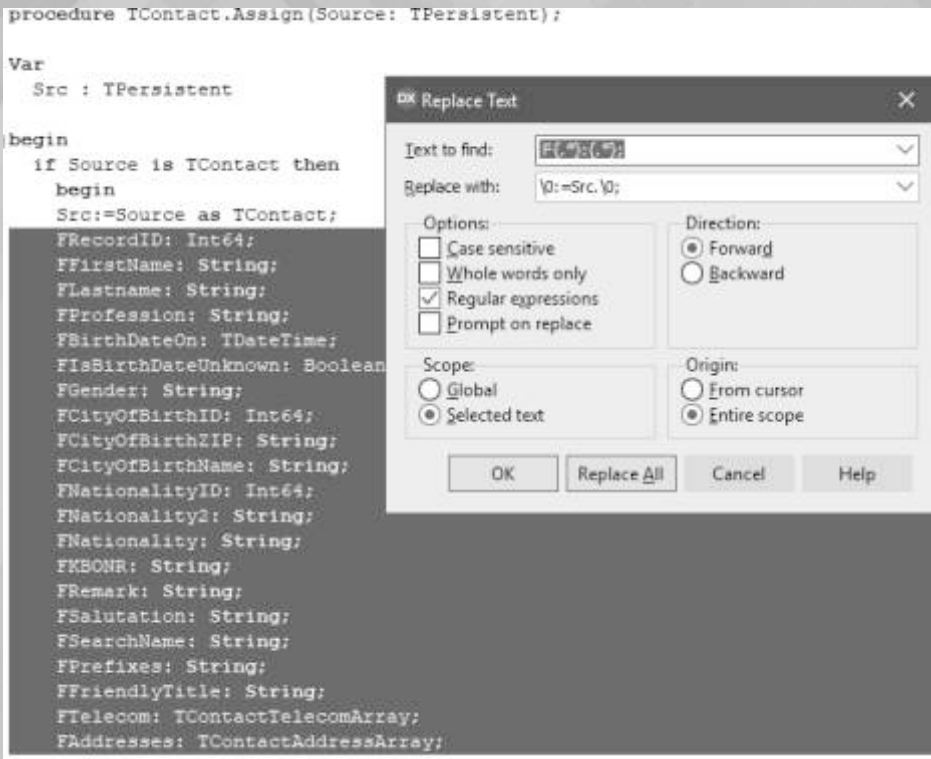 procedure TContact.Assign(Source: TPersistent);
Var
Src : TPersistent
begin
if Source is TContact then
begin
Src:=Source as TContact;
FRecordID: Int64;
FFirstName: String;
FLastname: String;
FProfession: String;
FBirthDateOn: TDateTime;
FIsBirthDateUnknown: Boolean
FGender: String;
FCityOfBirthID: Int64;
FCityOfBirthZIP: String;
FCityOfBirthName: String;
FNationalityID: Int64;
FNationality2: String;
FNationality: String;
FKBONR: String;
FRemark: String;
FSalutation: String;
FSearchName: String;
FPrefixes: String;
FFriendlyTitle: String;
FTelecom: TContactTelecomArray;
FAddresses: TContactAddressArray;
DX Replace Text
Text to find: F(.*):(.*);
Replace with: \0:=Src.\0;
Options:
Case sensitive
Whole words only
Regular expressions
Prompt on replace
Direction:
Forward
Backward
Scope:
Global
Selected text
Origin:
From cursor
Entire scope
OK Replace All Cancel Help